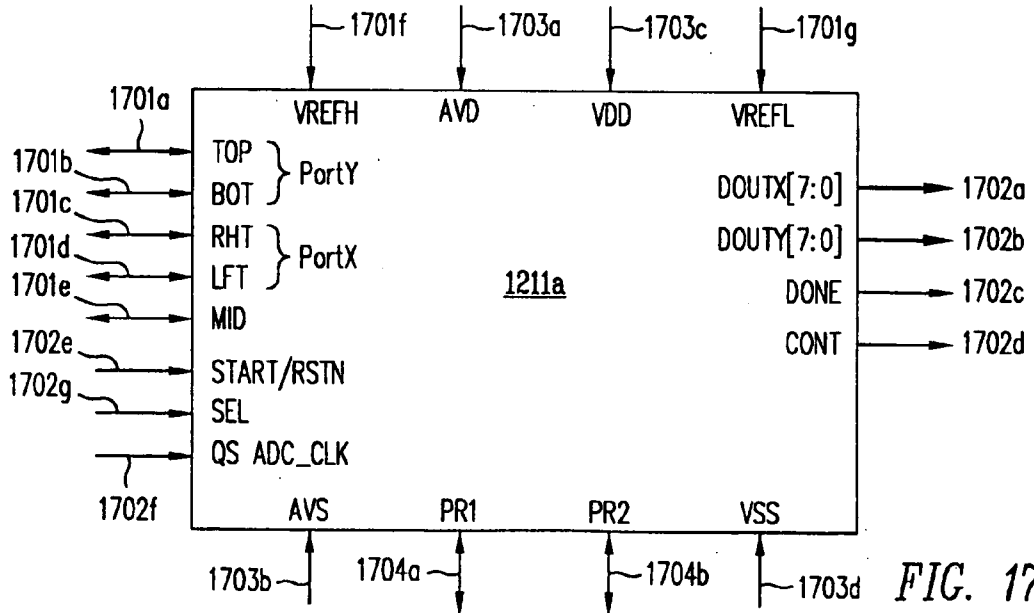 1701f
1703a
1703c
1701g
VREFH AVD VDD VREFL
1701a
TOP
1701b
PortY
BOT
1701c
RHT
1701d
PortX
LFT
1701e
MID
1702e
START/RSTN
1702g
SEL
QS ADC_CLK
1702f
1211a
DOUTX[7:0] 1702a
DOUTY[7:0] 1702b
DONE 1702c
CONT 1702d
AVS PR1 PR2 VSS
1703b
1704a
1704b
1703d